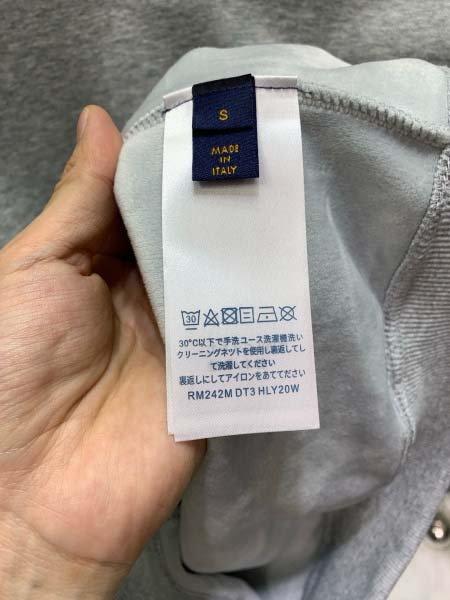 S
MADE
IN
ITALY
30
30°C以下で手洗ユース洗濯機洗い
クリーニングネツトを使用し裏返してし
て洗濯してください
裏返しにしてアイロンをあててください
RM242M DT3 HLY20W